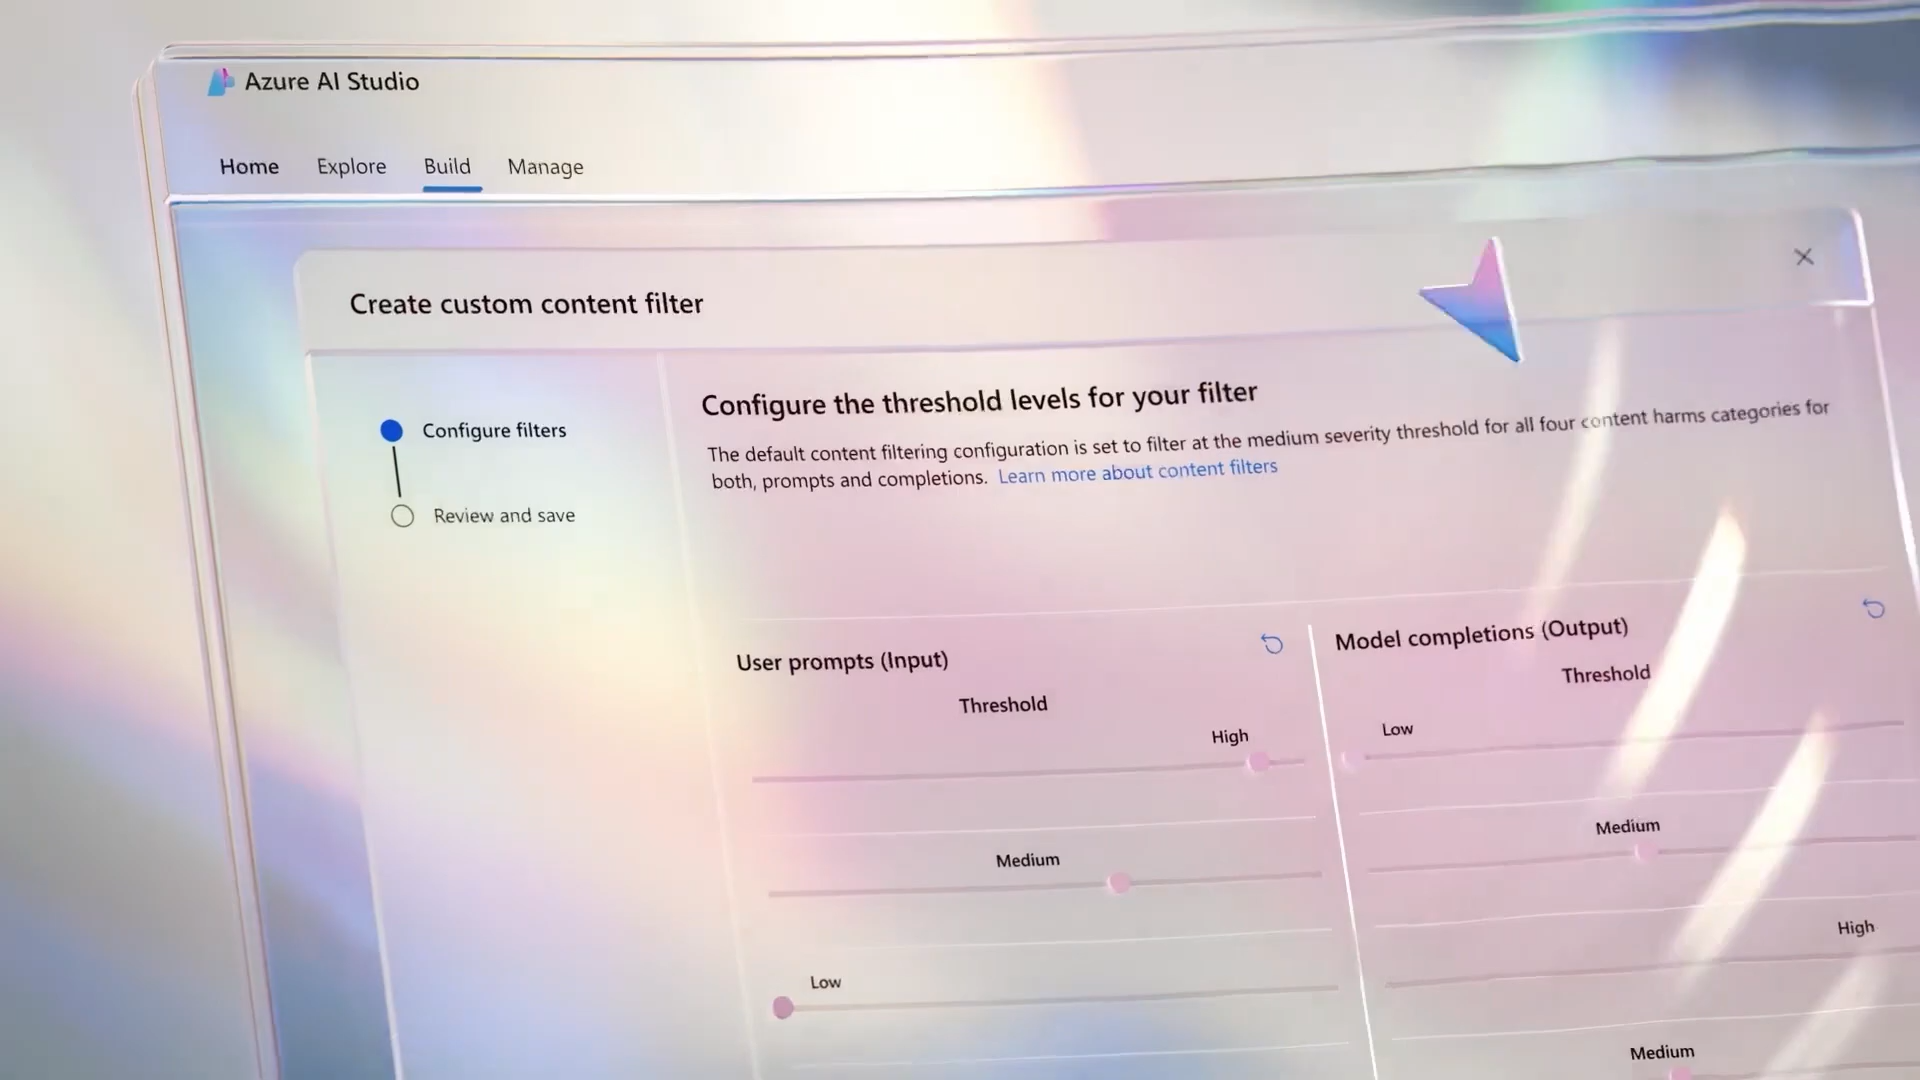 Azure AI Studio
Home Explore Build Manage
Create custom content filter
Configure filters
Review and save
Configure the threshold levels for your filter
The default content filtering configuration is set to filter at the medium severity threshold for all four content harms categories for
both, prompts and completions. Learn more about content filters
User prompts (Input)
Threshold
High
Medium
Low
Model completions (Output)
Threshold
Low
Medium
High
Medium